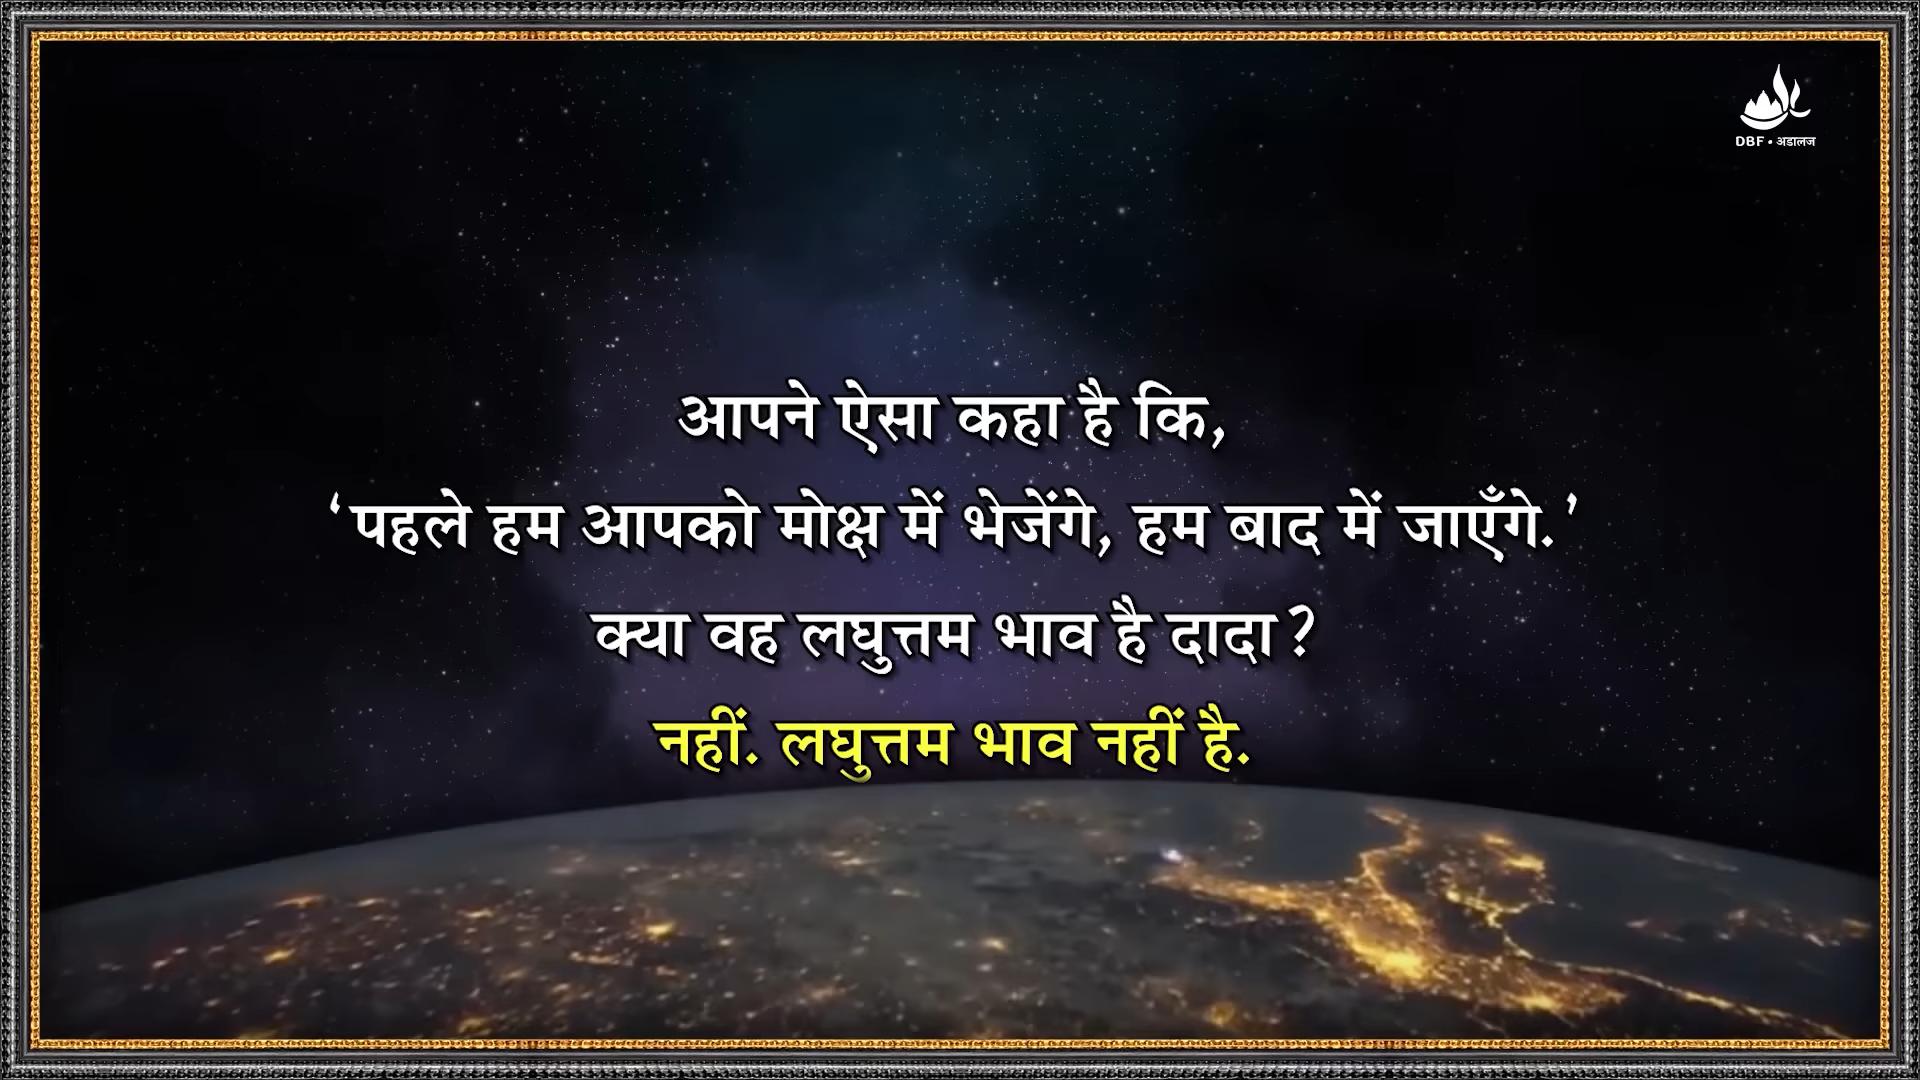 DBF • अडालज
आपने ऐसा कहा है कि,
‘पहले हम आपको मोक्ष में भेजेंगे, हम बाद में जाएँगे.’
क्या वह लघुत्तम भाव है दादा?
नहीं. लघुत्तम भाव नहीं है.